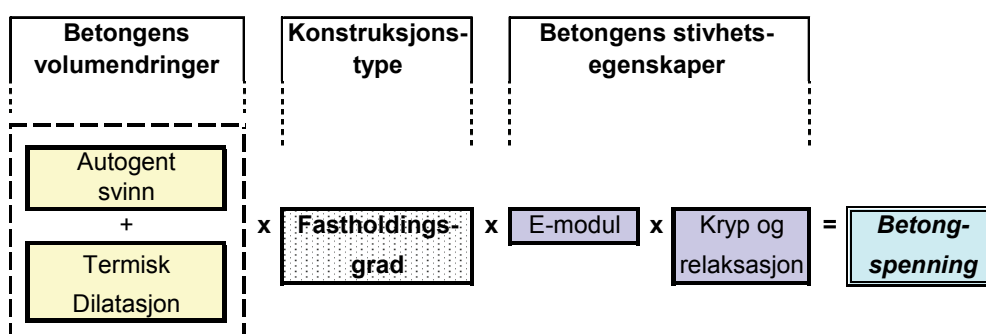 Betongens
volumendringer
Konstruksjons-
type
Betongens stivhets-
egenskaper
Autogent
svinn
+
Termisk
Dilatasjon
x
Fastholdings-
grad
x
E-modul
x
Kryp og
relaksasjon
=
Betong-
spenning